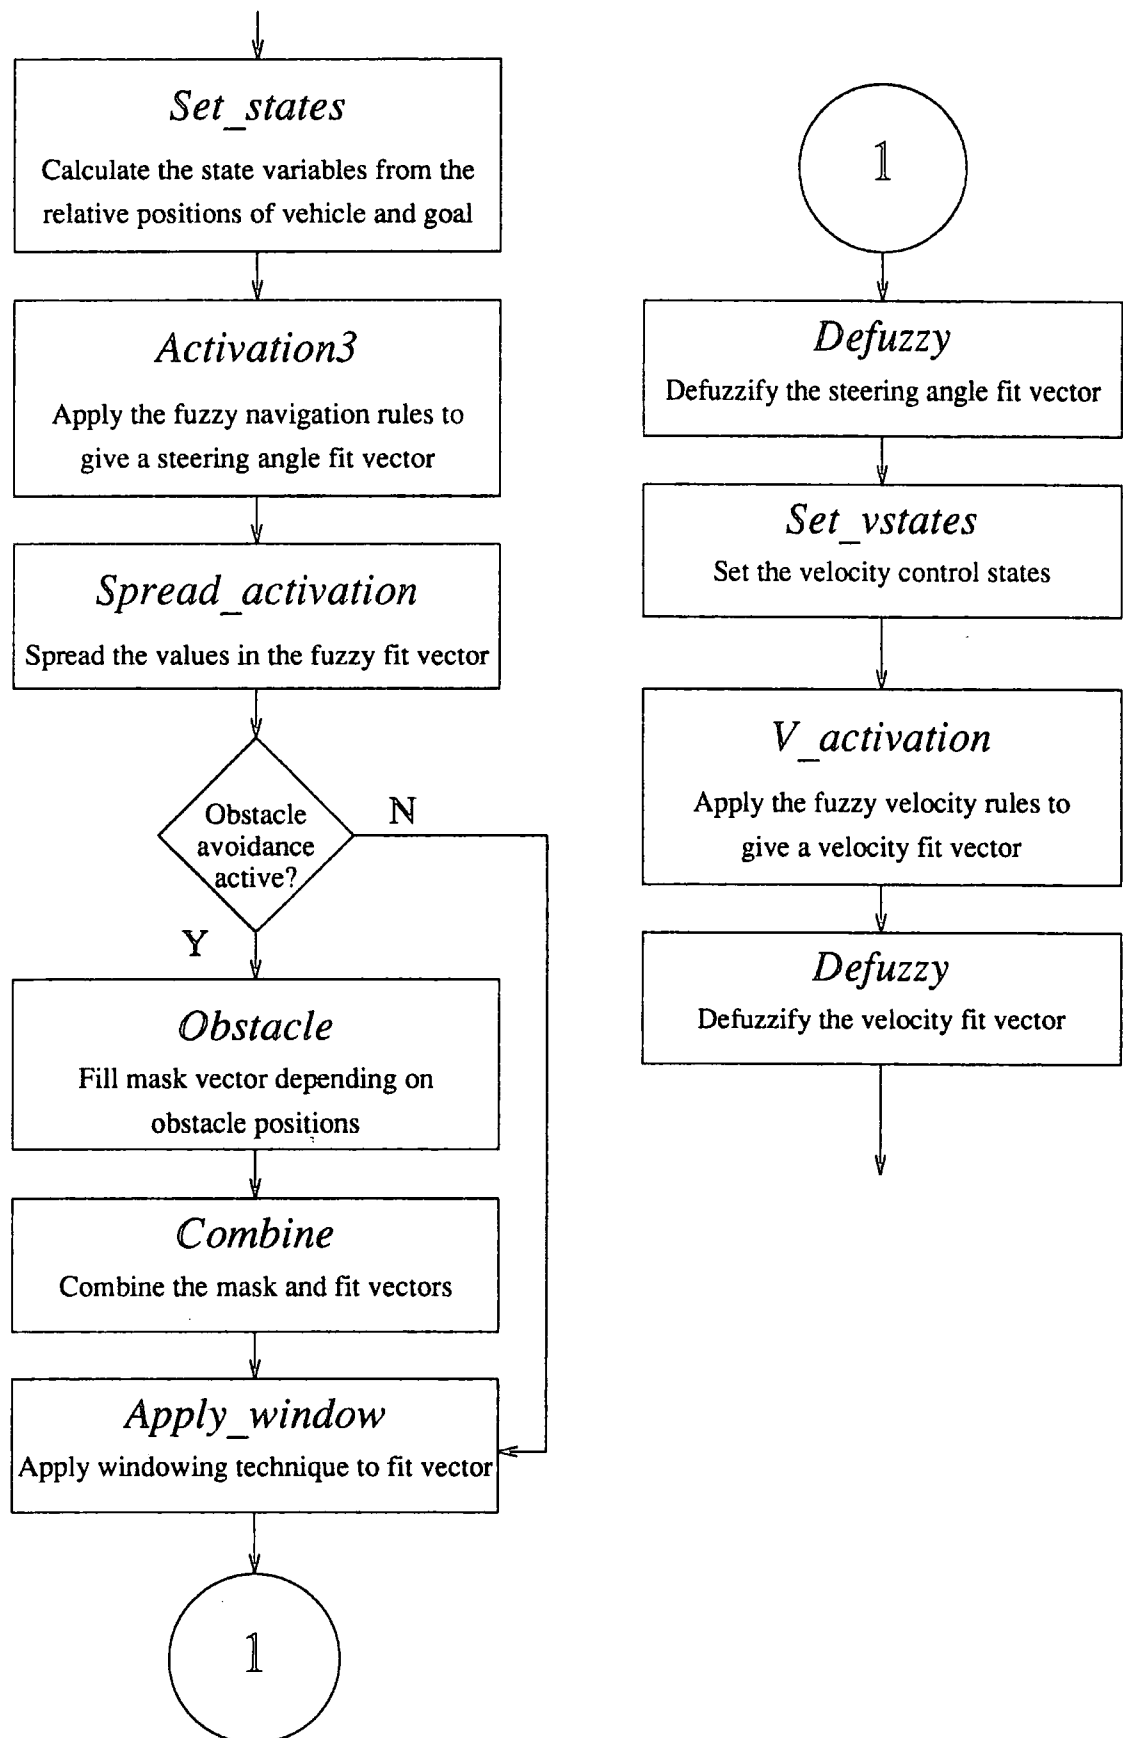 Set_states
Calculate the state variables from the
relative positions of vehicle and goal
Activation3
Apply the fuzzy navigation rules to
give a steering angle fit vector
Spread_activation
Spread the values in the fuzzy fit vector
Obstacle
avoidance
active?
N
Y
Obstacle
Fill mask vector depending on
obstacle positions
Combine
Combine the mask and fit vectors
Apply_window
Apply windowing technique to fit vector
1
1
Defuzzy
Defuzzify the steering angle fit vector
Set_vstates
Set the velocity control states
V_activation
Apply the fuzzy velocity rules to
give a velocity fit vector
Defuzzy
Defuzzify the velocity fit vector